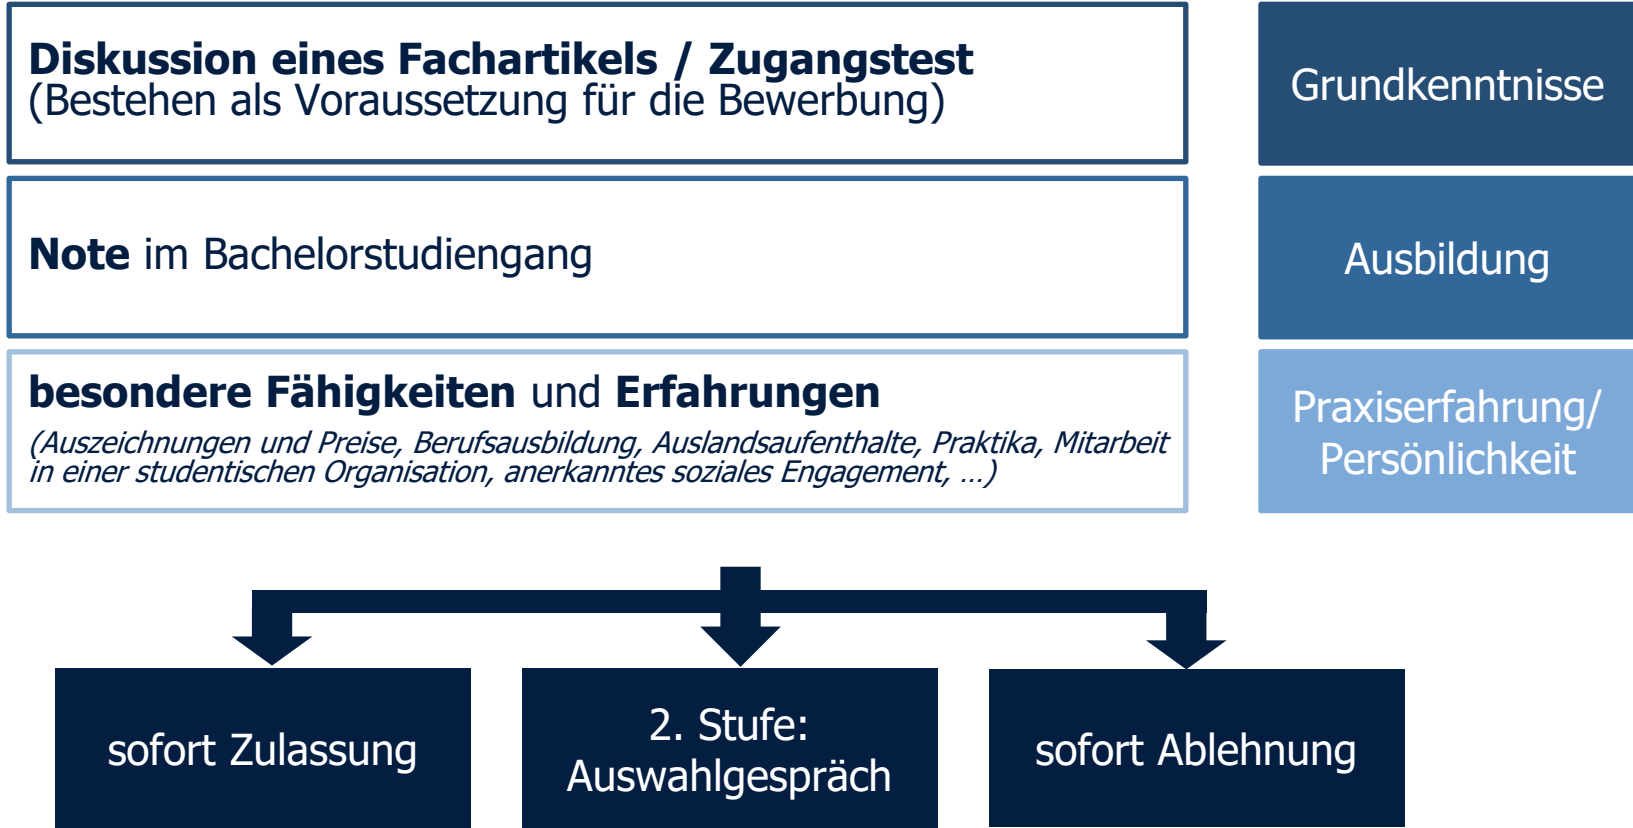 Diskussion eines Fachartikels / Zugangstest
(Bestehen als Voraussetzung für die Bewerbung)
Grundkenntnisse
Note im Bachelorstudiengang
Ausbildung
besondere Fähigkeiten und Erfahrungen
(Auszeichnungen und Preise, Berufsausbildung, Auslandsaufenthalte, Praktika, Mitarbeit
in einer studentischen Organisation, anerkanntes soziales Engagement, …)
Praxiserfahrung/
Persönlichkeit
sofort Zulassung
2. Stufe:
Auswahlgespräch
sofort Ablehnung